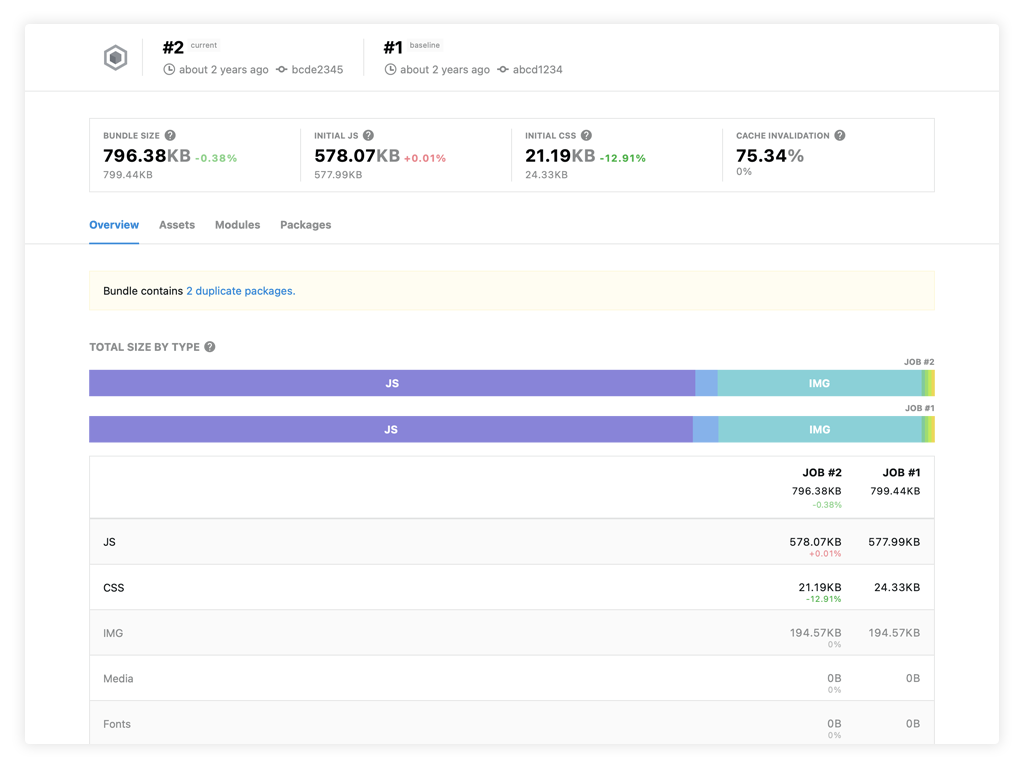 #2 current
#1 baseline
about 2 years ago bcde2345
about 2 years ago abcd1234
BUNDLE SIZE ?
INITIAL JS ?
INITIAL CSS ?
CACHE INVALIDATION ?
796.38KB -0.38%
578.07KB +0.01%
21.19KB -12.91%
75.34%
799.44KB
577.99KB
24.33KB
0%
Overview Assets Modules Packages
Bundle contains 2 duplicate packages.
TOTAL SIZE BY TYPE ?
JOB #2
JS IMG
JOB #1
JS IMG
JOB #2 JOB #1
796.38KB 799.44KB
-0.38%
JS 578.07KB 577.99KB
+0.01%
CSS 21.19KB 24.33KB
-12.91%
IMG 194.57KB 194.57KB
0%
Media 0B 0B
0%
Fonts 0B 0B
0%